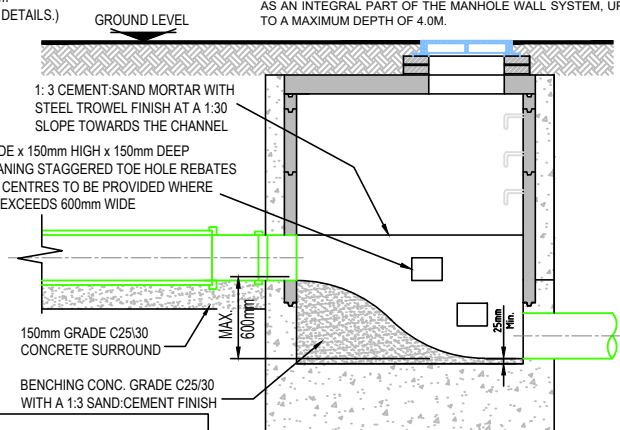 DETAILS.)
GROUND LEVEL
AS AN INTEGRAL PART OF THE MANHOLE WALL SYSTEM, UP
TO A MAXIMUM DEPTH OF 4.0M.
1: 3 CEMENT:SAND MORTAR WITH
STEEL TROWEL FINISH AT A 1:30
SLOPE TOWARDS THE CHANNEL
x 150mm HIGH x 150mm DEEP
STAGGERED TOE HOLE REBATES
CENTRES TO BE PROVIDED WHERE
EXCEEDS 600mm WIDE
MAX.
600mm
25mm
Min.
150mm GRADE C25\30
CONCRETE SURROUND
BENCHING CONC. GRADE C25/30
WITH A 1:3 SAND:CEMENT FINISH